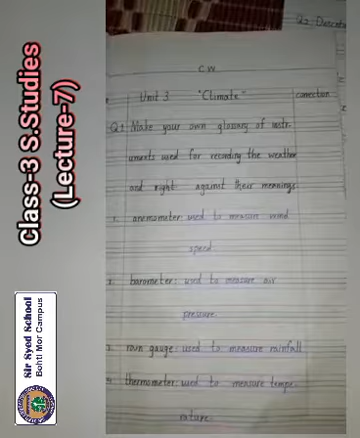 Class-3 S.Studies
(Lecture-7)
Sir Syed School
Bohti Mor Campus
C.W
Unit 3 "Climate" correction
Q1 Make your own glossary of instr-
uments used for recording the weather
and right against their meanings
1. anemometer: used to measure wind
speed.
2. barometer: used to measure air
pressure.
3. rain gauge: used to measure rainfall
4. thermometer: used to measure tempe-
rature.